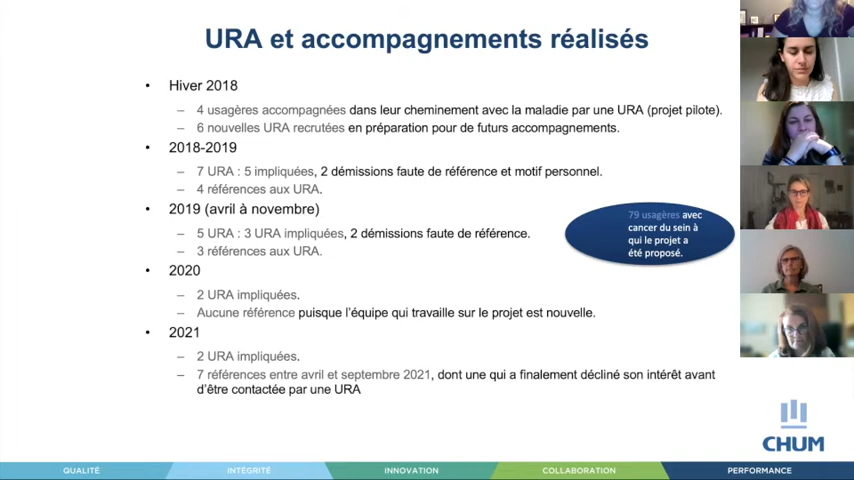 URA et accompagnements réalisés
• Hiver 2018
– 4 usagères accompagnées dans leur cheminement avec la maladie par une URA (projet pilote).
– 6 nouvelles URA recrutées en préparation pour de futurs accompagnements.
• 2018-2019
– 7 URA : 5 impliquées, 2 démissions faute de référence et motif personnel.
– 4 références aux URA.
• 2019 (avril à novembre)
– 5 URA : 3 URA impliquées, 2 démissions faute de référence.
– 3 références aux URA.
79 usagères avec
cancer du sein à
qui le projet a
été proposé.
• 2020
– 2 URA impliquées.
– Aucune référence puisque l'équipe qui travaille sur le projet est nouvelle.
• 2021
– 2 URA impliquées.
– 7 références entre avril et septembre 2021, dont une qui a finalement décliné son intérêt avant
d'être contactée par une URA
CHUM
QUALITÉ INTÉGRITÉ INNOVATION COLLABORATION PERFORMANCE